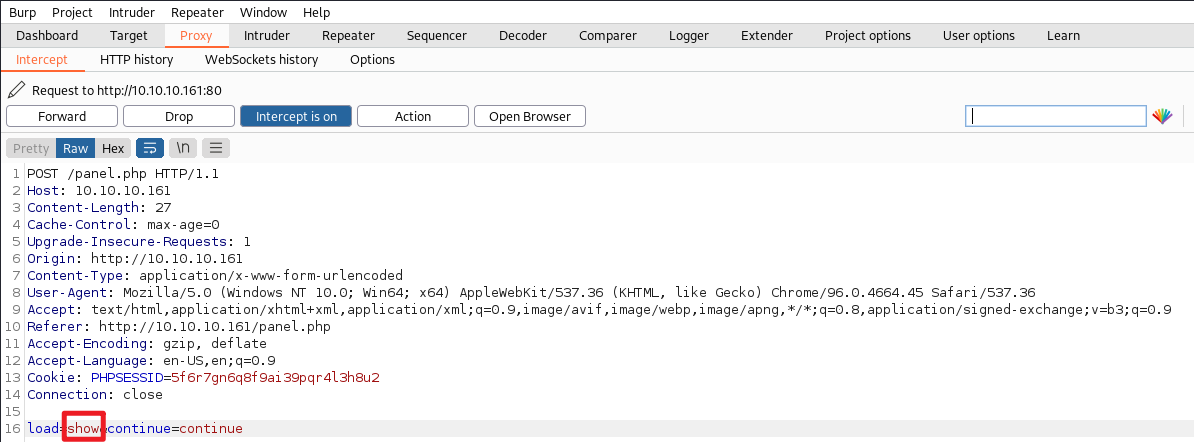 Burp Project Intruder Repeater Window Help
Dashboard Target Proxy Intruder Repeater Sequencer Decoder Comparer Logger Extender Project options User options Learn
Intercept HTTP history WebSockets history Options
Request to http://10.10.10.161:80
Forward Drop Intercept is on Action Open Browser
Pretty Raw Hex \n
1 POST /panel.php HTTP/1.1
2 Host: 10.10.10.161
3 Content-Length: 27
4 Cache-Control: max-age=0
5 Upgrade-Insecure-Requests: 1
6 Origin: http://10.10.10.161
7 Content-Type: application/x-www-form-urlencoded
8 User-Agent: Mozilla/5.0 (Windows NT 10.0; Win64; x64) AppleWebKit/537.36 (KHTML, like Gecko) Chrome/96.0.4664.45 Safari/537.36
9 Accept: text/html,application/xhtml+xml,application/xml;q=0.9,image/avif,image/webp,image/apng,*/*;q=0.8,application/signed-exchange;v=b3;q=0.9
10 Referer: http://10.10.10.161/panel.php
11 Accept-Encoding: gzip, deflate
12 Accept-Language: en-US,en;q=0.9
13 Cookie: PHPSESSID=5f6r7gn6q8f9ai39pqr4l3h8u2
14 Connection: close
15
16 load=show&continue=continue